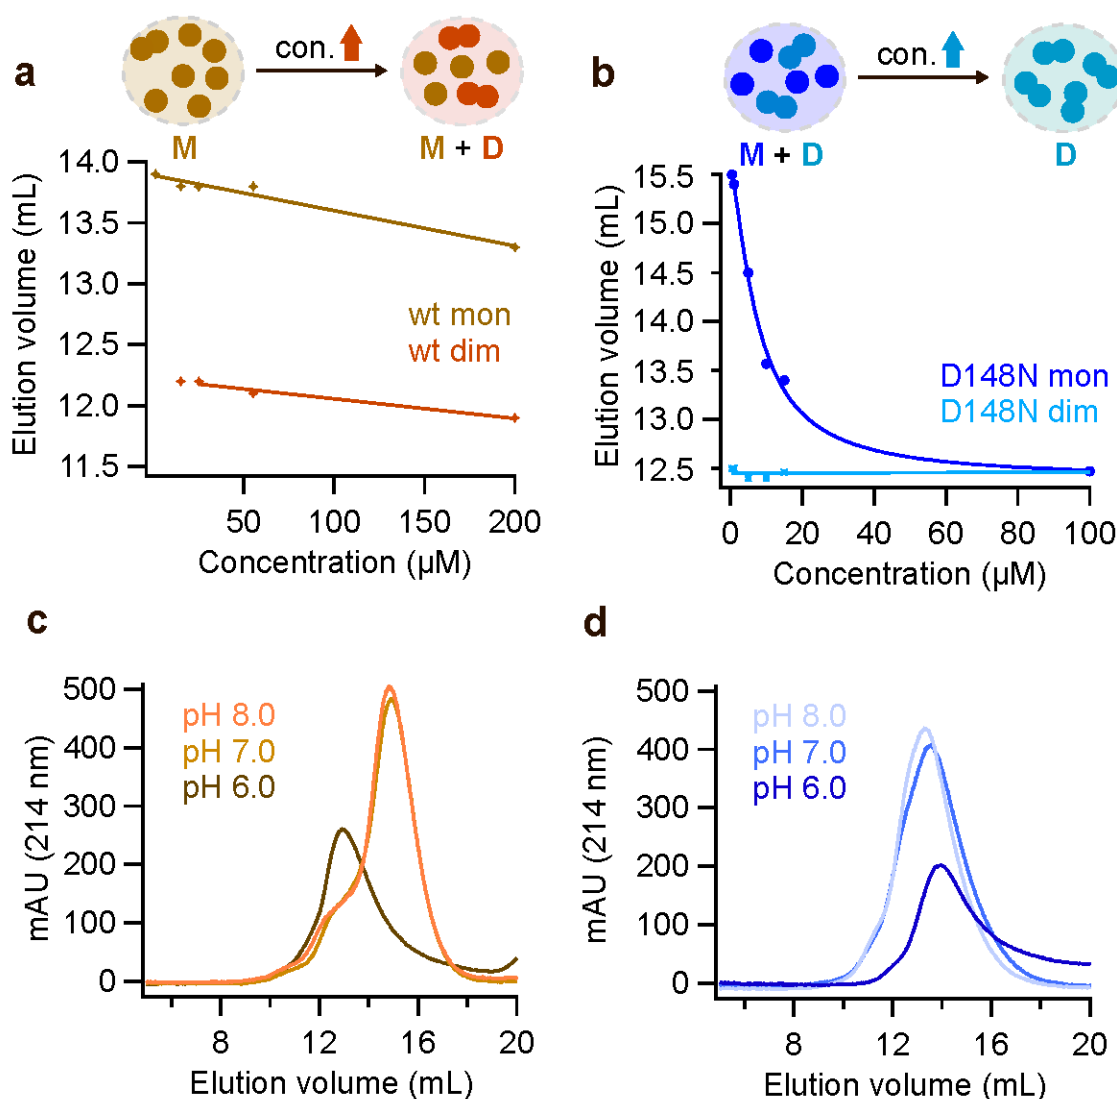 a
con.
M
M + D
14.0
13.5
13.0
12.5
12.0
11.5
Elution volume (mL)
wt mon
wt dim
50
100
150
200
Concentration (µM)
b
con.
M + D
D
15.5
15.0
14.5
14.0
13.5
13.0
12.5
Elution volume (mL)
D148N mon
D148N dim
0
20
40
60
80
100
Concentration (µM)
c
500
400
300
200
100
0
mAU (214 nm)
pH 8.0
pH 7.0
pH 6.0
8
12
16
20
Elution volume (mL)
d
500
400
300
200
100
0
mAU (214 nm)
pH 8.0
pH 7.0
pH 6.0
8
12
16
20
Elution volume (mL)